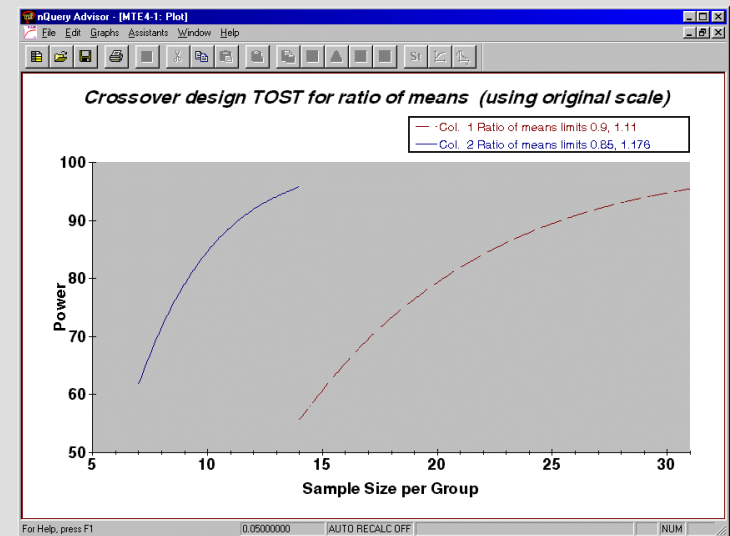 nQuery Advisor - [MTE4-1: Plot]
File Edit Graphs Assistants Window Help
St
Crossover design TOST for ratio of means (using original scale)
Col. 1 Ratio of means limits 0.9, 1.11
Col. 2 Ratio of means limits 0.85, 1.176
100
90
80
70
60
50
Power
5 10 15 20 25 30
Sample Size per Group
For Help, press F1 0.05000000 AUTO RECALC OFF NUM